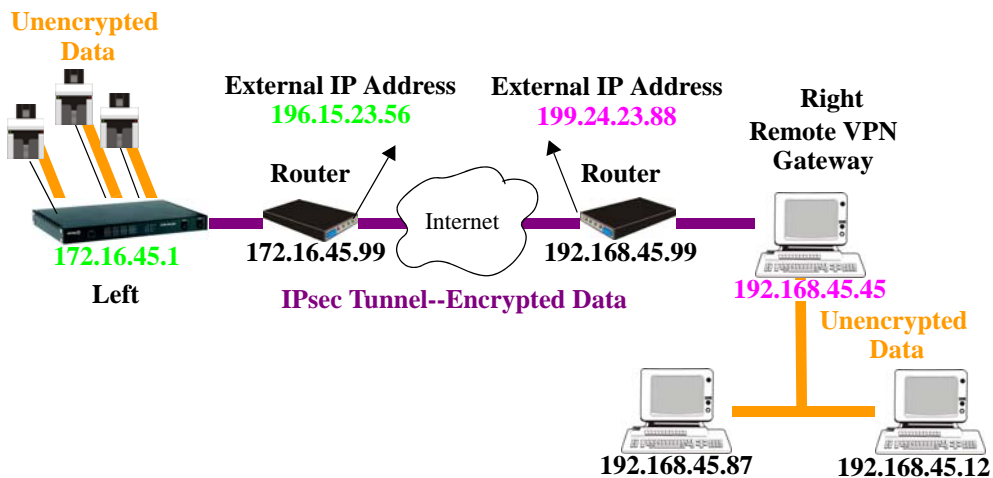 Unencrypted
Data
External IP Address
196.15.23.56
External IP Address
199.24.23.88
Right
Remote VPN
Gateway
Router
Router
Internet
172.16.45.1
172.16.45.99
192.168.45.99
Left
IPsec Tunnel--Encrypted Data
192.168.45.45
Unencrypted
Data
192.168.45.87
192.168.45.12